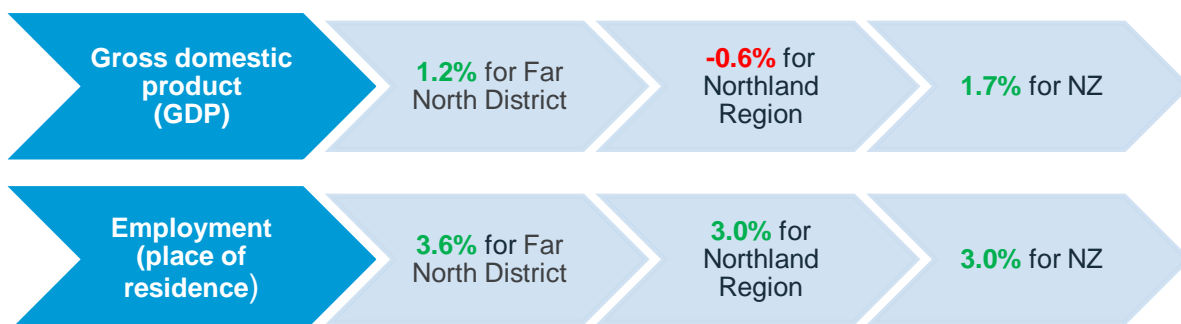 Gross domestic
product
(GDP)
1.2% for Far
North District
-0.6% for
Northland
Region
1.7% for NZ
Employment
(place of
residence)
3.6% for Far
North District
3.0% for
Northland
Region
3.0% for NZ